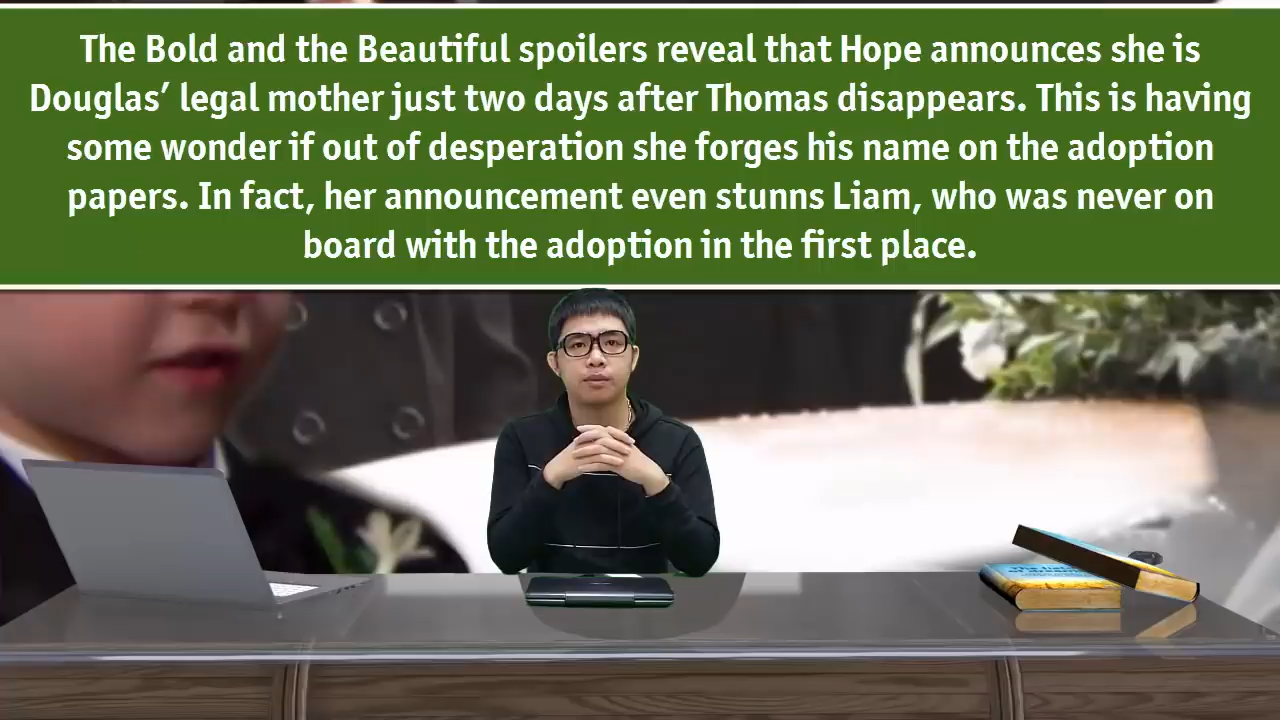 The Bold and the Beautiful spoilers reveal that Hope announces she is
Douglas’ legal mother just two days after Thomas disappears. This is having
some wonder if out of desperation she forges his name on the adoption
papers. In fact, her announcement even stunns Liam, who was never on
board with the adoption in the first place.